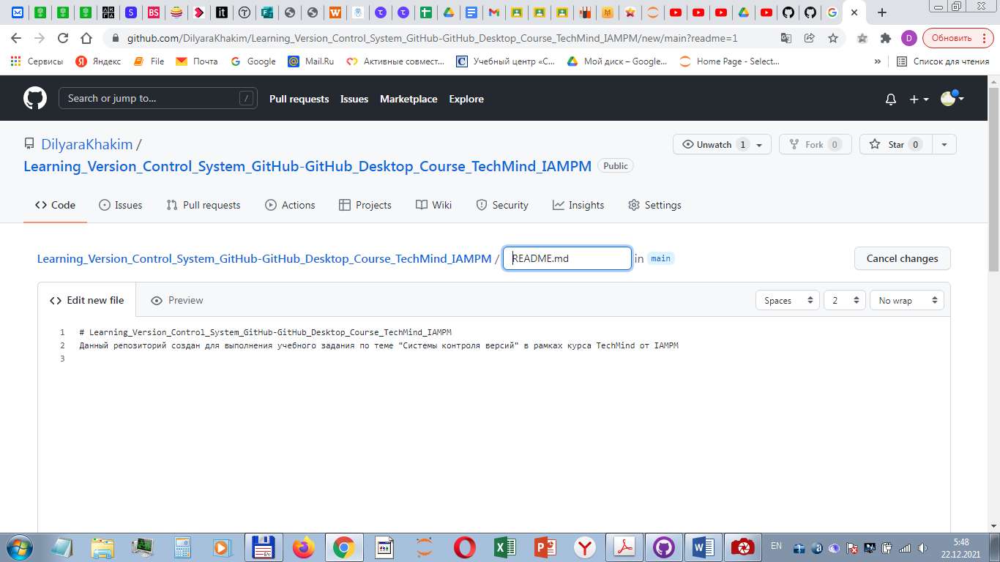 github.com/DilyaraKhakim/Learning_Version_Control_System_GitHub-GitHub_Desktop_Course_TechMind_IAMPM/new/main?readme=1
D
Обновить
Сервисы
Яндекс
File
Почта
Google
Mail.Ru
Активные совмест...
Учебный центр «С...
Мой диск – Google...
Home Page - Select...
»
Список для чтения
Search or jump to...
/
Pull requests
Issues
Marketplace
Explore
DilyaraKhakim /
Unwatch 1
Fork 0
Star 0
Learning_Version_Control_System_GitHub-GitHub_Desktop_Course_TechMind_IAMPM Public
Code
Issues
Pull requests
Actions
Projects
Wiki
Security
Insights
Settings
Learning_Version_Control_System_GitHub-GitHub_Desktop_Course_TechMind_IAMPM / README.md in main
Cancel changes
Edit new file
Preview
Spaces
2
No wrap
1 # Learning_Version_Control_System_GitHub-GitHub_Desktop_Course_TechMind_IAMPM
2 Данный репозиторий создан для выполнения учебного задания по теме "Системы контроля версий" в рамках курса TechMind от IAMPM
3
EN
5:48
22.12.2021